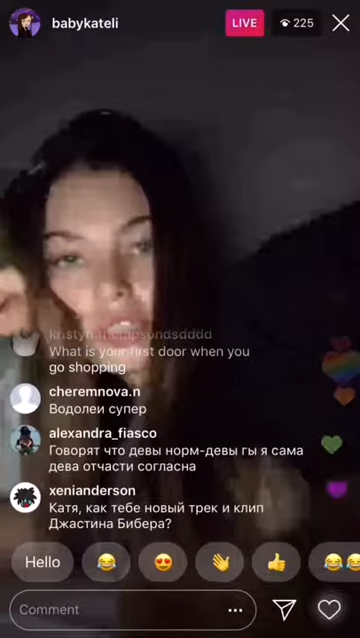 babykateli
LIVE
225
What is your first door when you
go shopping
cheremnova.n
Водолеи супер
alexandra_fiasco
Говорят что девы норм-девы гы я сама
дева отчасти согласна
xenianderson
Катя, как тебе новый трек и клип
Джастина Бибера?
Hello
Comment